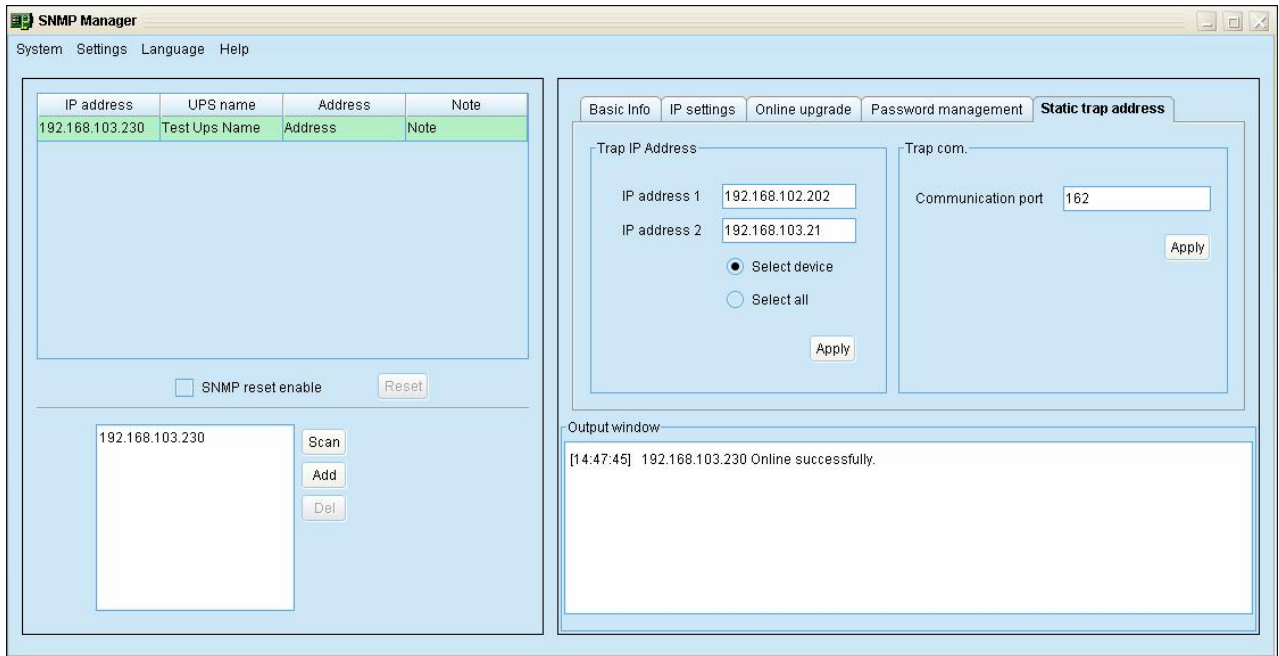 SNMP Manager
System Settings Language Help
IP address UPS name Address Note
192.168.103.230 Test Ups Name Address Note
SNMP reset enable Reset
192.168.103.230
Scan
Add
Del
Basic Info IP settings Online upgrade Password management Static trap address
Trap IP Address
IP address 1 192.168.102.202
IP address 2 192.168.103.21
Select device
Select all
Apply
Trap com.
Communication port 162
Apply
Output window
[14:47:45] 192.168.103.230 Online successfully.